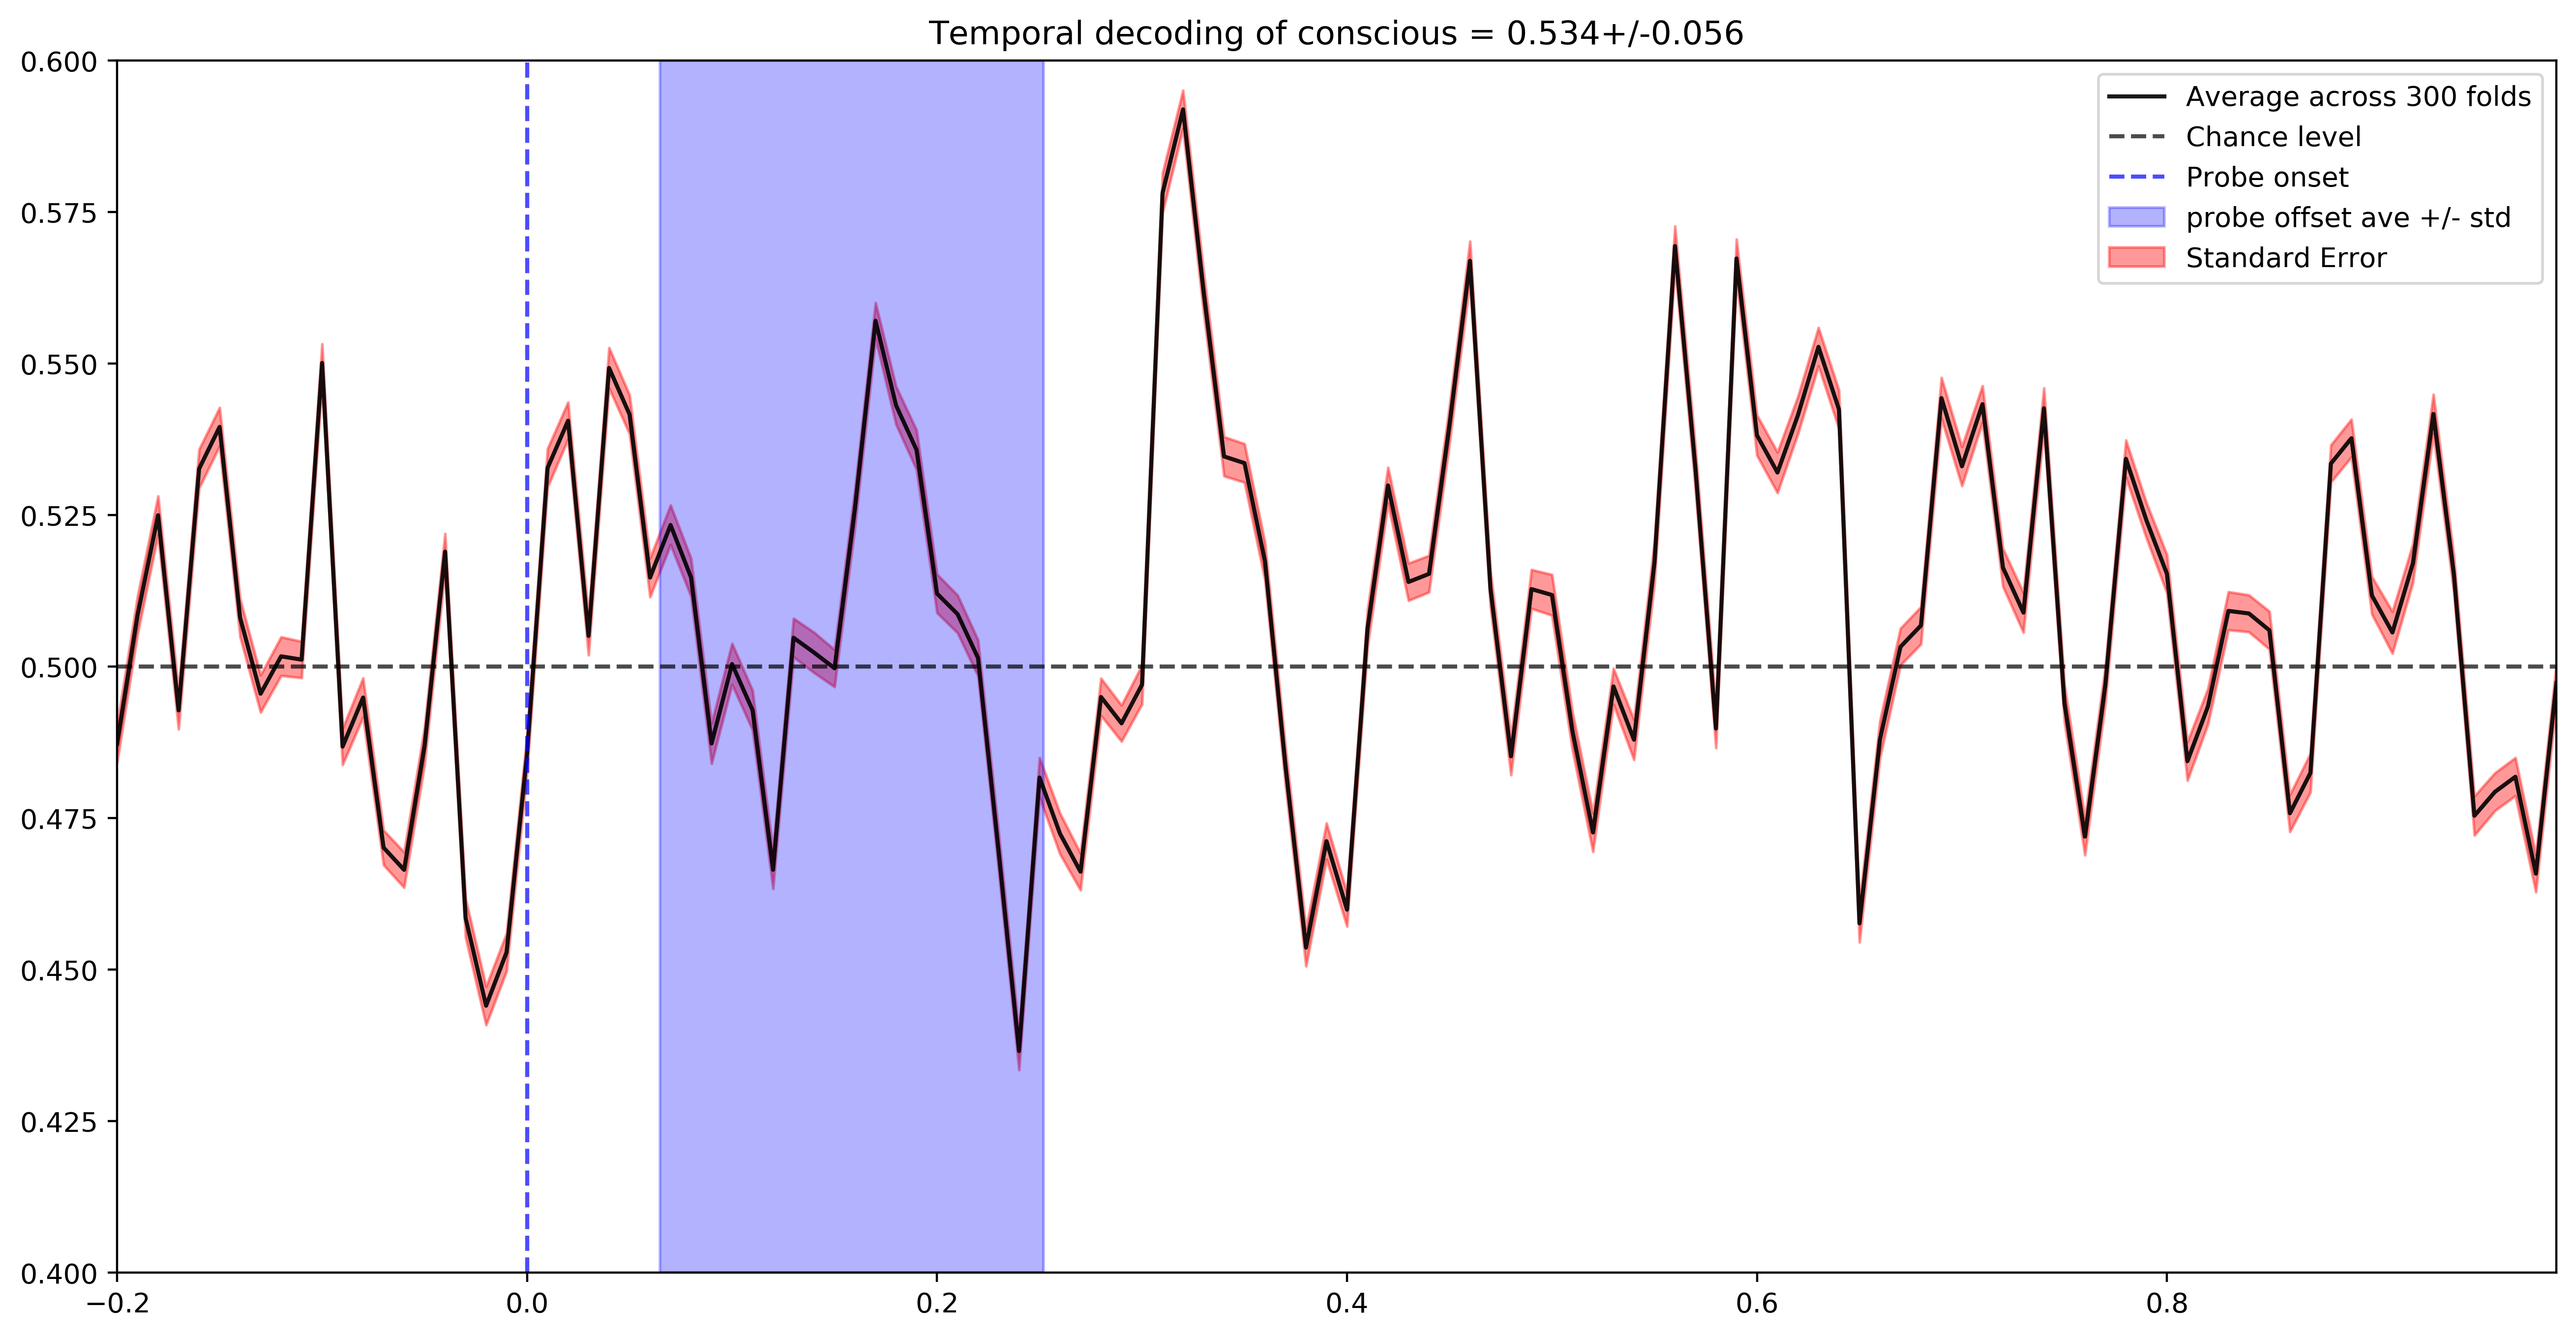 Temporal decoding of conscious = 0.534+/-0.056
0.600
0.575
0.550
0.525
0.500
0.475
0.450
0.425
0.400
−0.2
0.0
0.2
0.4
0.6
0.8
Average across 300 folds
Chance level
Probe onset
probe offset ave +/- std
Standard Error